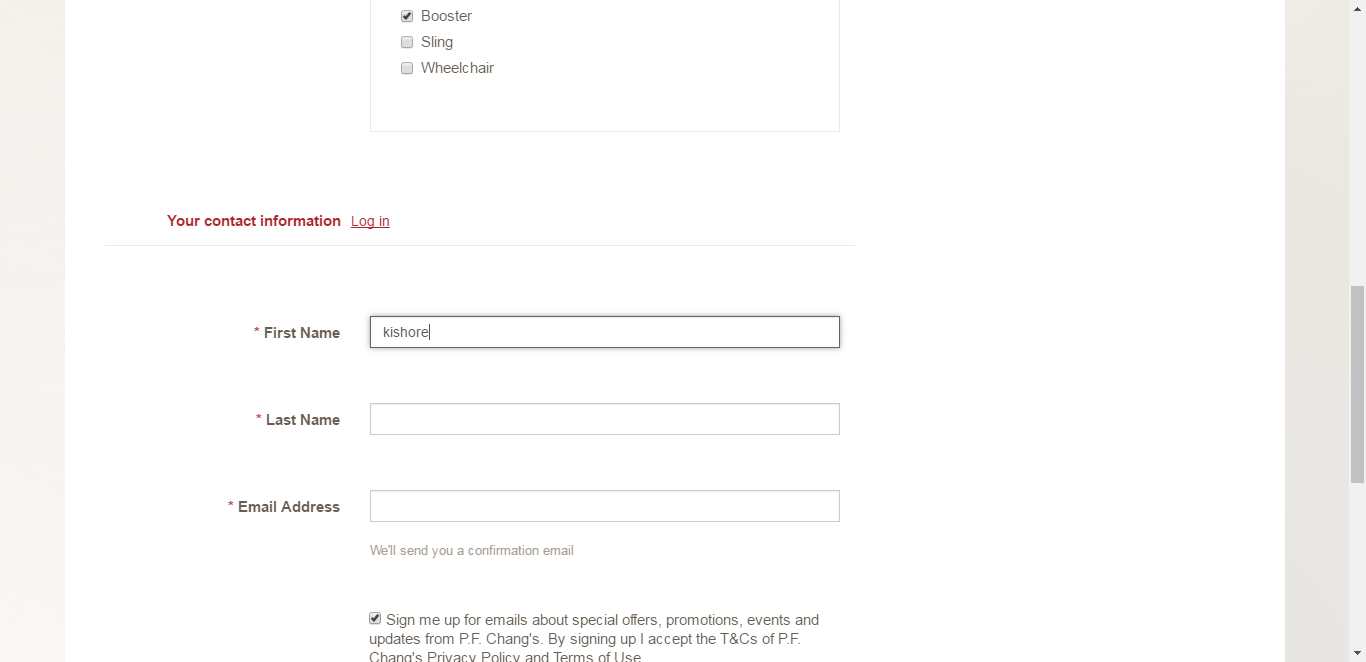 Booster
Sling
Wheelchair
Your contact information Log in
* First Name kishore
* Last Name
* Email Address
We'll send you a confirmation email
Sign me up for emails about special offers, promotions, events and
updates from P.F. Chang's. By signing up I accept the T&Cs of P.F.
Chang's Privacy Policy and Terms of Use